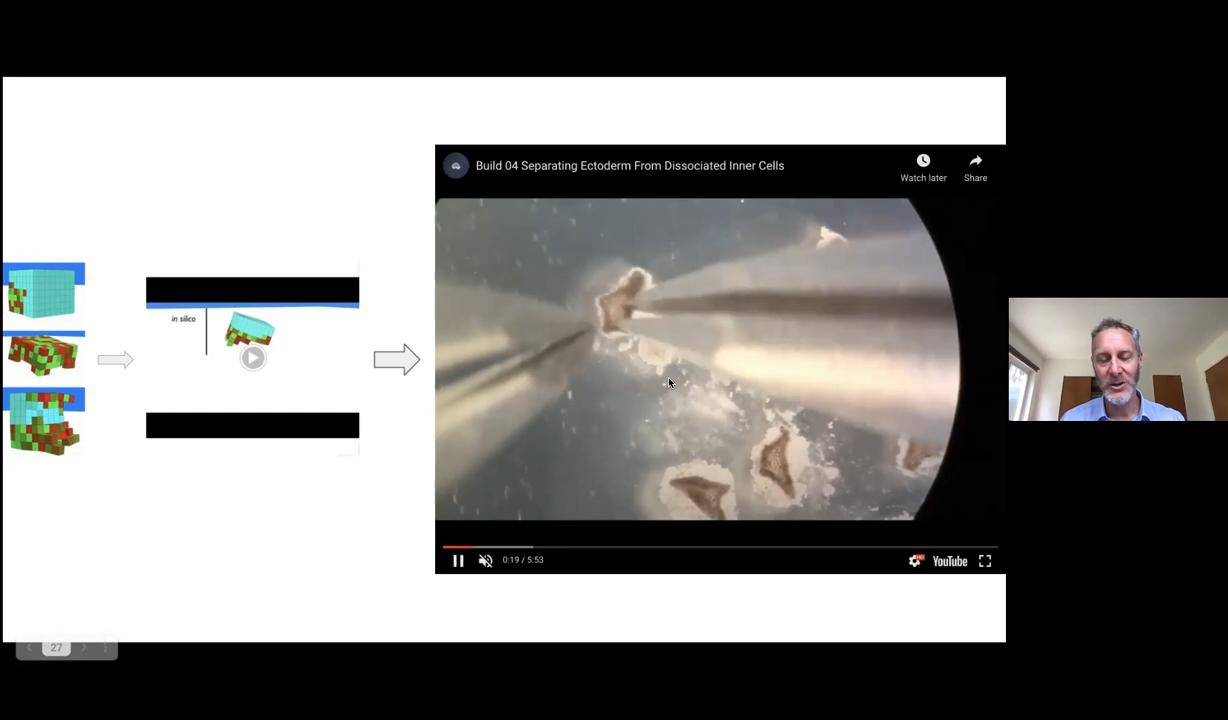 Build 04 Separating Ectoderm From Dissociated Inner Cells
Watch later
Share
in silico
0:19 / 5:53
HD
YouTube
27